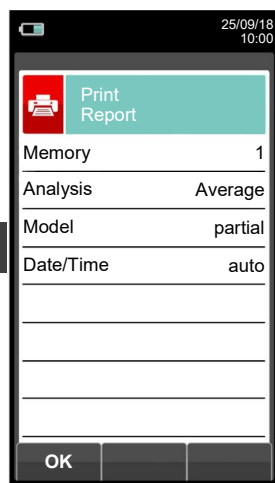 25/09/18
10:00
Print
Report
Memory 1
Analysis Average
Model partial
Date/Time auto
OK